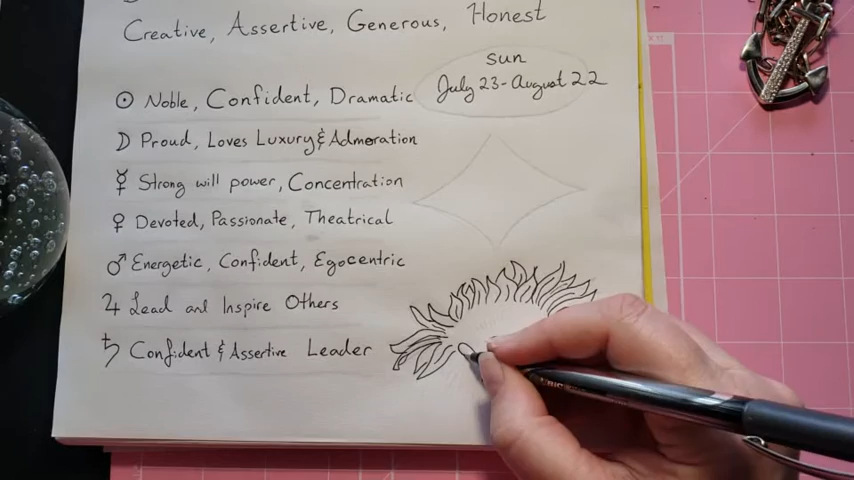 Creative, Assertive, Generous, Honest
sun
July 23-August 22
☉ Noble, Confident, Dramatic
☽ Proud, Loves Luxury & Admoration
☿ Strong will power, Concentration
♀ Devoted, Passionate, Theatrical
♂ Energetic, Confident, Egocentric
♃ Lead and Inspire Others
♄ Confident & Assertive Leader